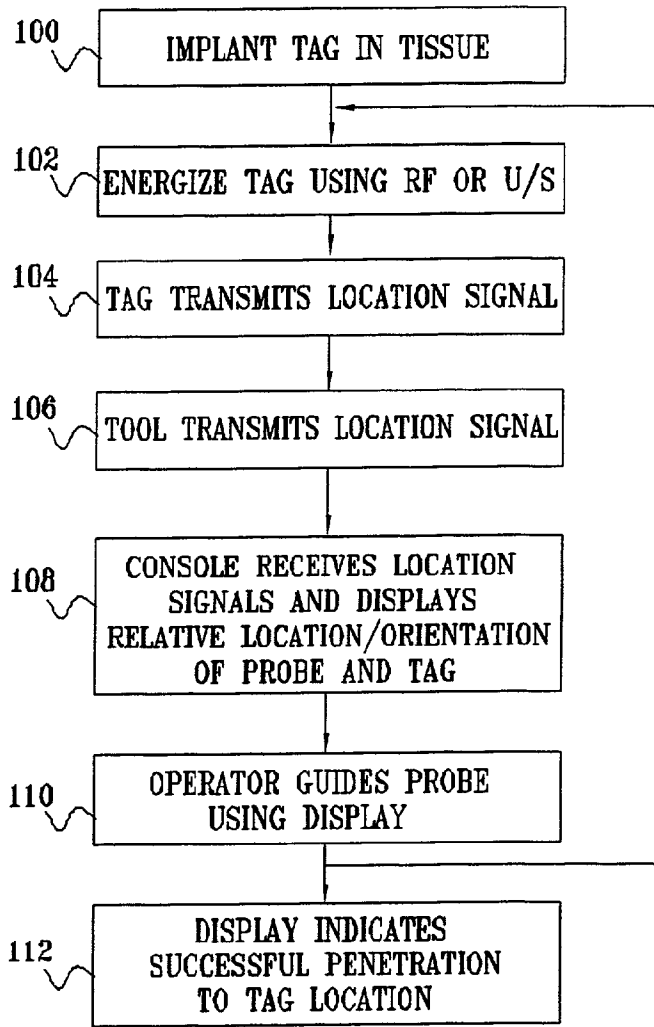 100
IMPLANT TAG IN TISSUE
102
ENERGIZE TAG USING RF OR U/S
104
TAG TRANSMITS LOCATION SIGNAL
106
TOOL TRANSMITS LOCATION SIGNAL
108
CONSOLE RECEIVES LOCATION
SIGNALS AND DISPLAYS
RELATIVE LOCATION/ORIENTATION
OF PROBE AND TAG
110
OPERATOR GUIDES PROBE
USING DISPLAY
112
DISPLAY INDICATES
SUCCESSFUL PENETRATION
TO TAG LOCATION